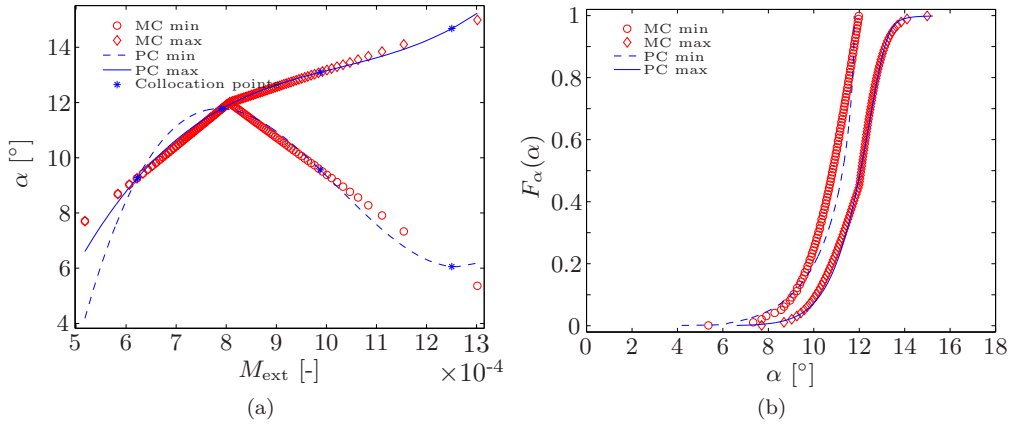 MC min
MC max
PC min
PC max
Collocation points
14
12
10
8
6
4
α [°]
5 6 7 8 9 10 11 12 13
M_ext [-]
×10^-4
(a)
MC min
MC max
PC min
PC max
1
0.8
0.6
0.4
0.2
0
F_α(α)
0 2 4 6 8 10 12 14 16 18
α [°]
(b)